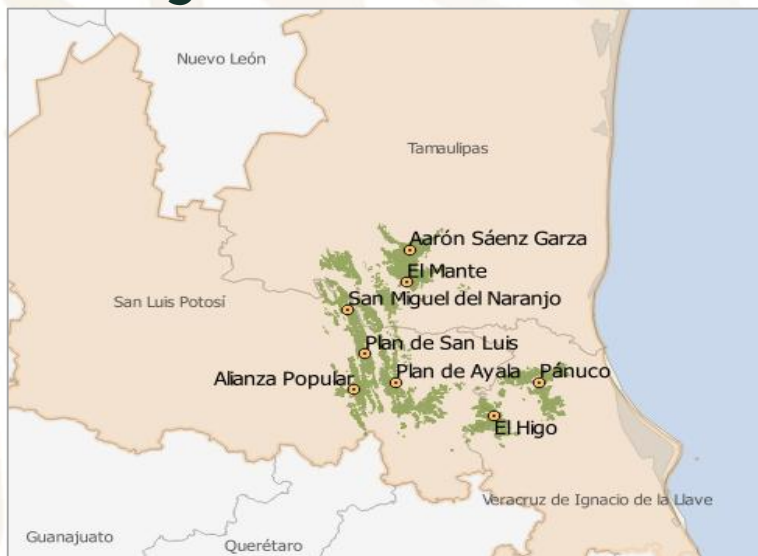 Nuevo León
Tamaulipas
Aarón Sáenz Garza
El Mante
San Luis Potosí
San Miguel del Naranjo
Plan de San Luis
Alianza Popular
Plan de Ayala
Pánuco
El Higo
Veracruz de Ignacio de la Llave
Guanajuato
Querétaro